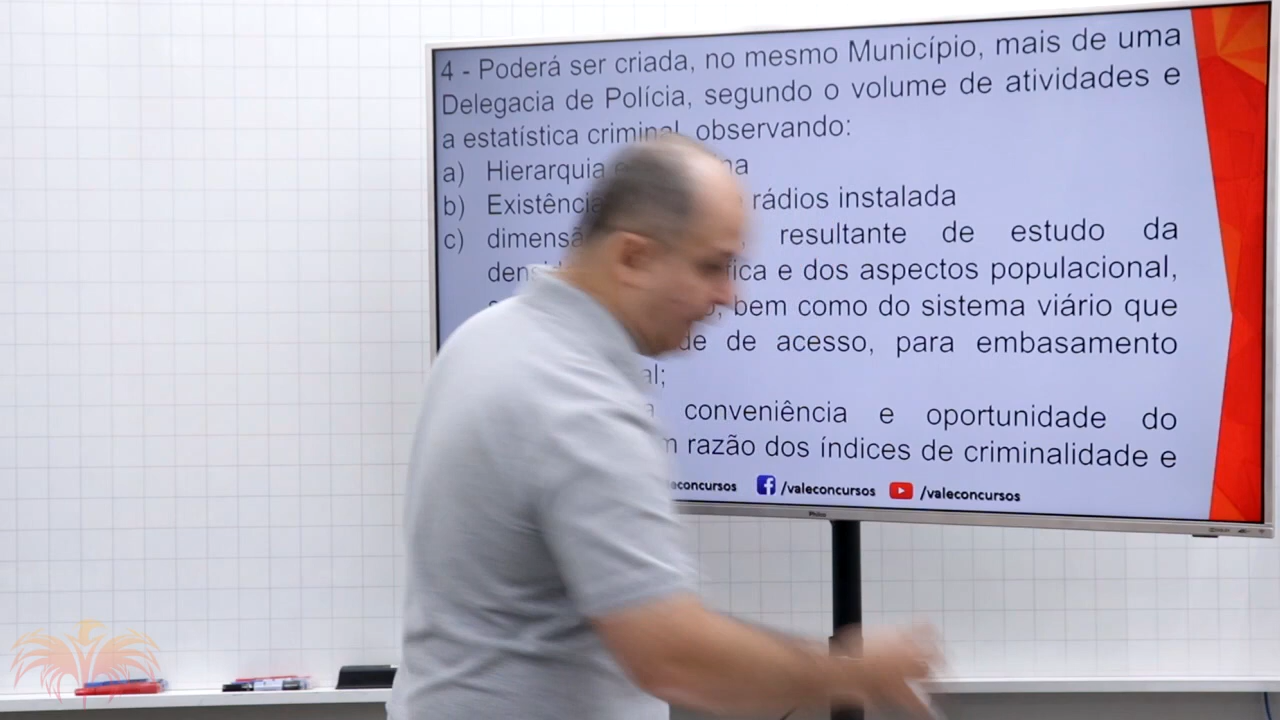 4 - Poderá ser criada, no mesmo Município, mais de uma
Delegacia de Polícia, segundo o volume de atividades e
a estatística criminal, observando:
a) Hierarquia
b) Existência rádios instalada
c) resultante de estudo da
e dos aspectos populacional,
bem como do sistema viário que
de acesso, para embasamento
conveniência e oportunidade do
razão dos índices de criminalidade e
/valeconcursos /valeconcursos
Philco